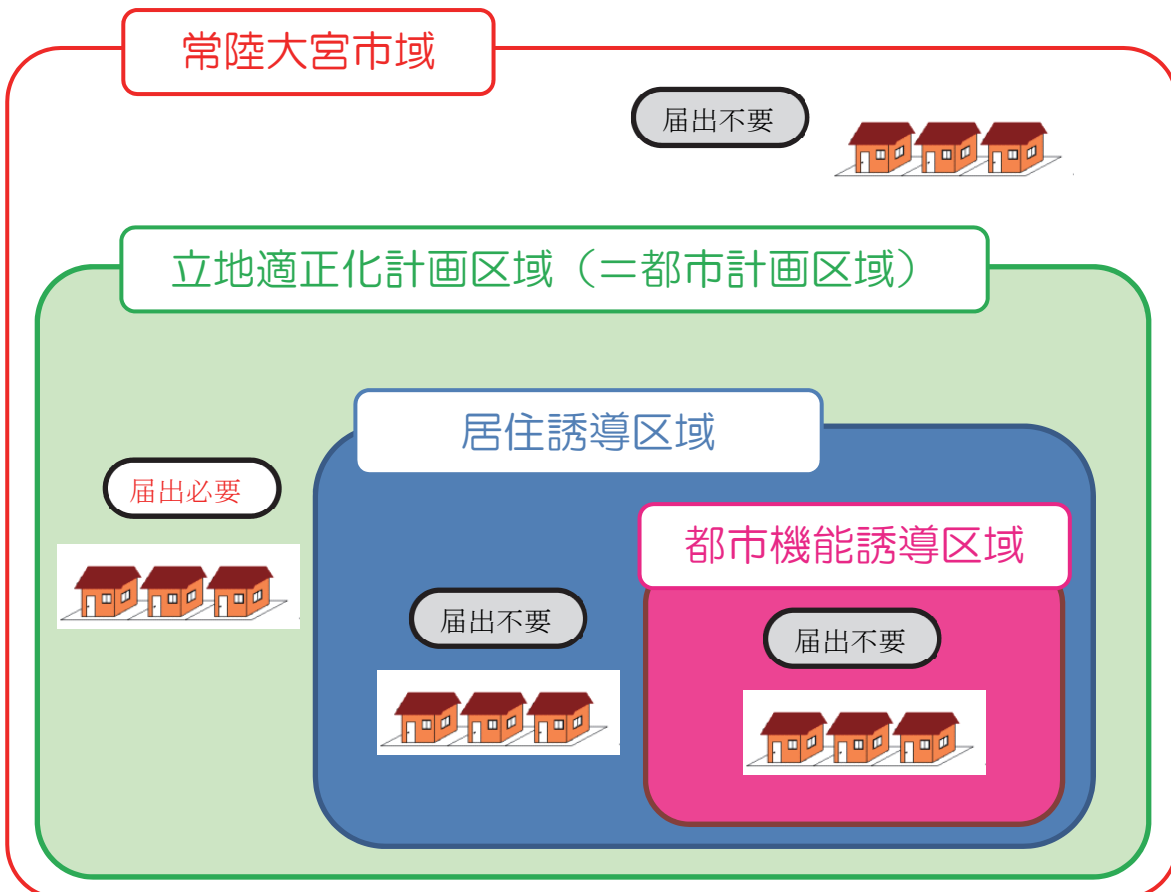 常陸大宮市域
届出不要
立地適正化計画区域（＝都市計画区域）
居住誘導区域
届出必要
都市機能誘導区域
届出不要
届出不要